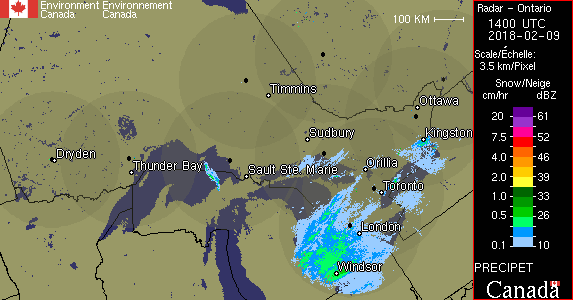 Environment Environnement
Canada Canada
100 KM
Timmins
Ottawa
Sudbury
Kingston
Dryden
Thunder Bay
Sault Ste. Marie
Orillia
Toronto
London
Windsor
Radar - Ontario
1400 UTC
2018-02-09
Scale/Échelle:
3.5 km/Pixel
Snow/Neige
cm/hr dBZ
20 61
7.5 52
4.0 46
2.0 39
1.0 33
0.5 26
0.1 10
PRECIPET
Canada